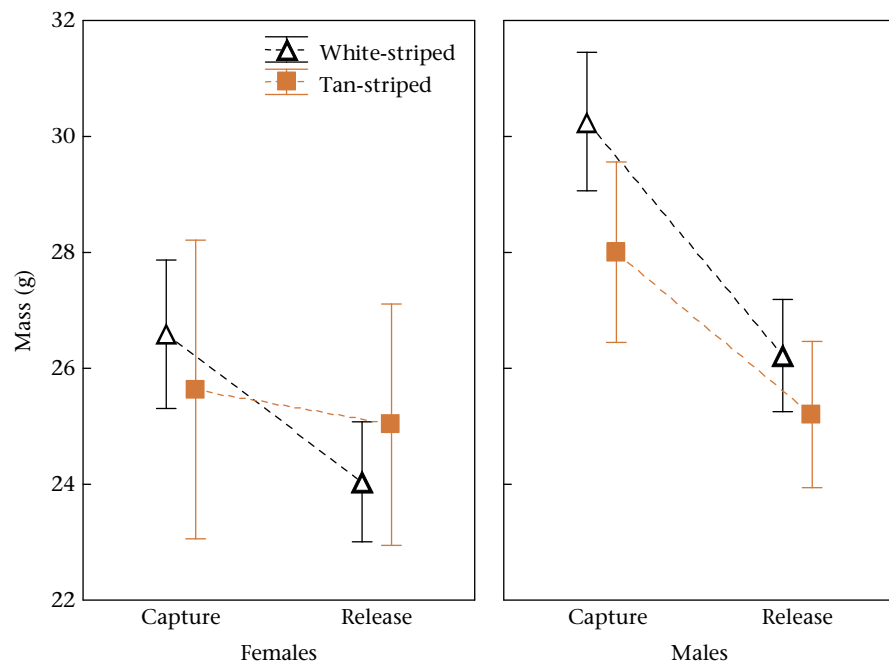 32
30
28
26
24
22
Mass (g)
White-striped
Tan-striped
Capture Release
Females
Capture Release
Males